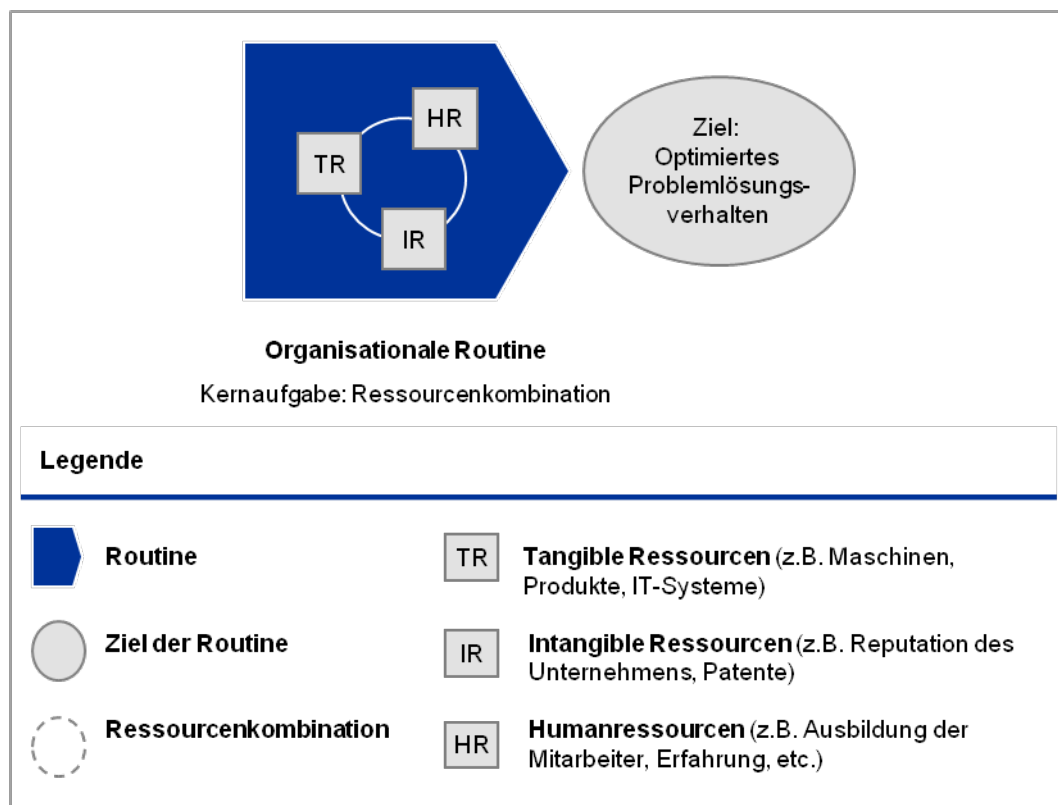 HR
TR
IR
Ziel:
Optimiertes
Problemlösungs-
verhalten
Organisationale Routine
Kernaufgabe: Ressourcenkombination
Legende
Routine
TR
Tangible Ressourcen (z.B. Maschinen,
Produkte, IT-Systeme)
Ziel der Routine
IR
Intangible Ressourcen (z.B. Reputation des
Unternehmens, Patente)
Ressourcenkombination
HR
Humanressourcen (z.B. Ausbildung der
Mitarbeiter, Erfahrung, etc.)